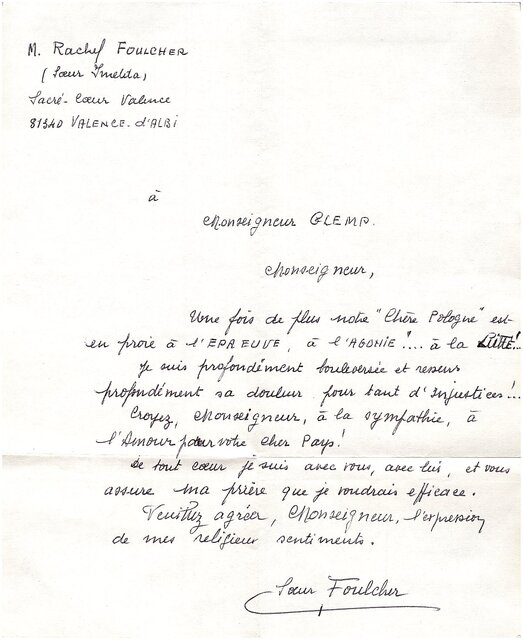 M. Rachel FOULCHER
(Sœur Imelda)
Sacré-Cœur Valence
81340 VALENCE-d'ALBI
à
Monseigneur GLEMP.
Monseigneur,
Une fois de plus notre "Chère Pologne" est
en proie à l'EPREUVE, à l'AGONIE!... à la Lutte!..
Je suis profondément bouleversée et ressens
profondément sa douleur pour tant d'Injustices!...
Croyez, Monseigneur, à la sympathie, à
l'Amour pour votre cher Pays!
De tout cœur je suis avec vous, avec lui, et vous
assure ma prière que je voudrais efficace.
Veuillez agréer, Monseigneur, l'expression
de mes religieux sentiments.
Sœur Foulcher